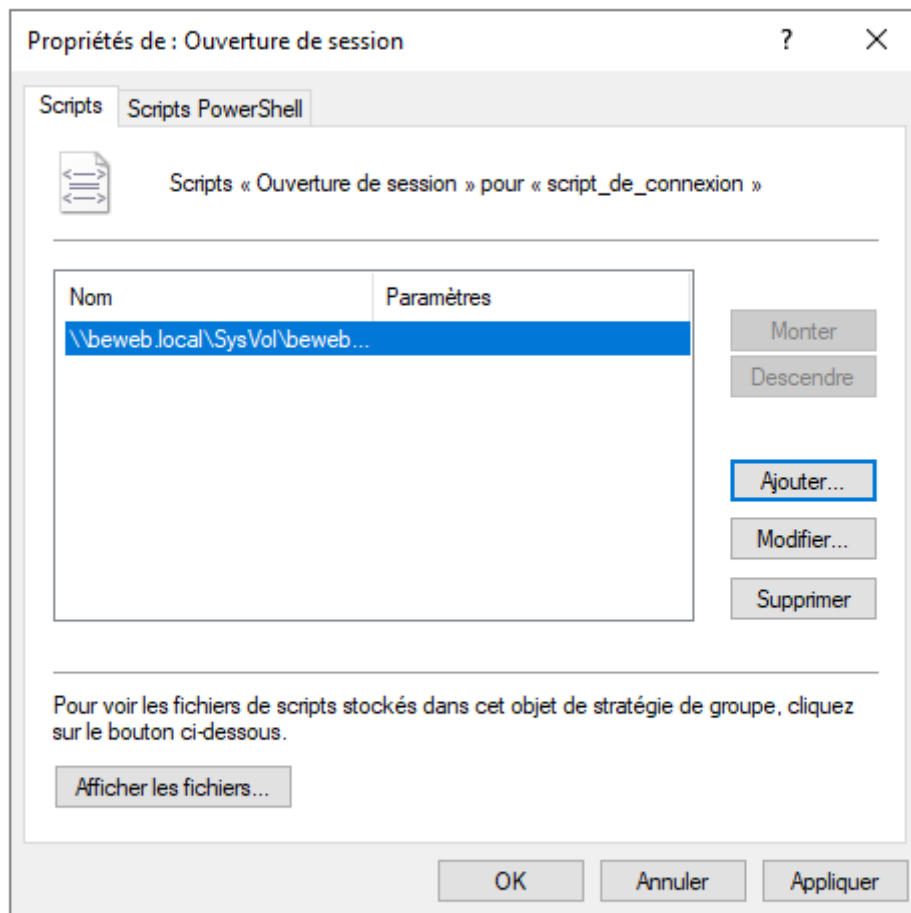 Propriétés de : Ouverture de session
?
Scripts
Scripts PowerShell
Scripts « Ouverture de session » pour « script_de_connexion »
Nom
Paramètres
\\beweb.local\SysVol\beweb...
Monter
Descendre
Ajouter...
Modifier...
Supprimer
Pour voir les fichiers de scripts stockés dans cet objet de stratégie de groupe, cliquez
sur le bouton ci-dessous.
Afficher les fichiers...
OK
Annuler
Appliquer